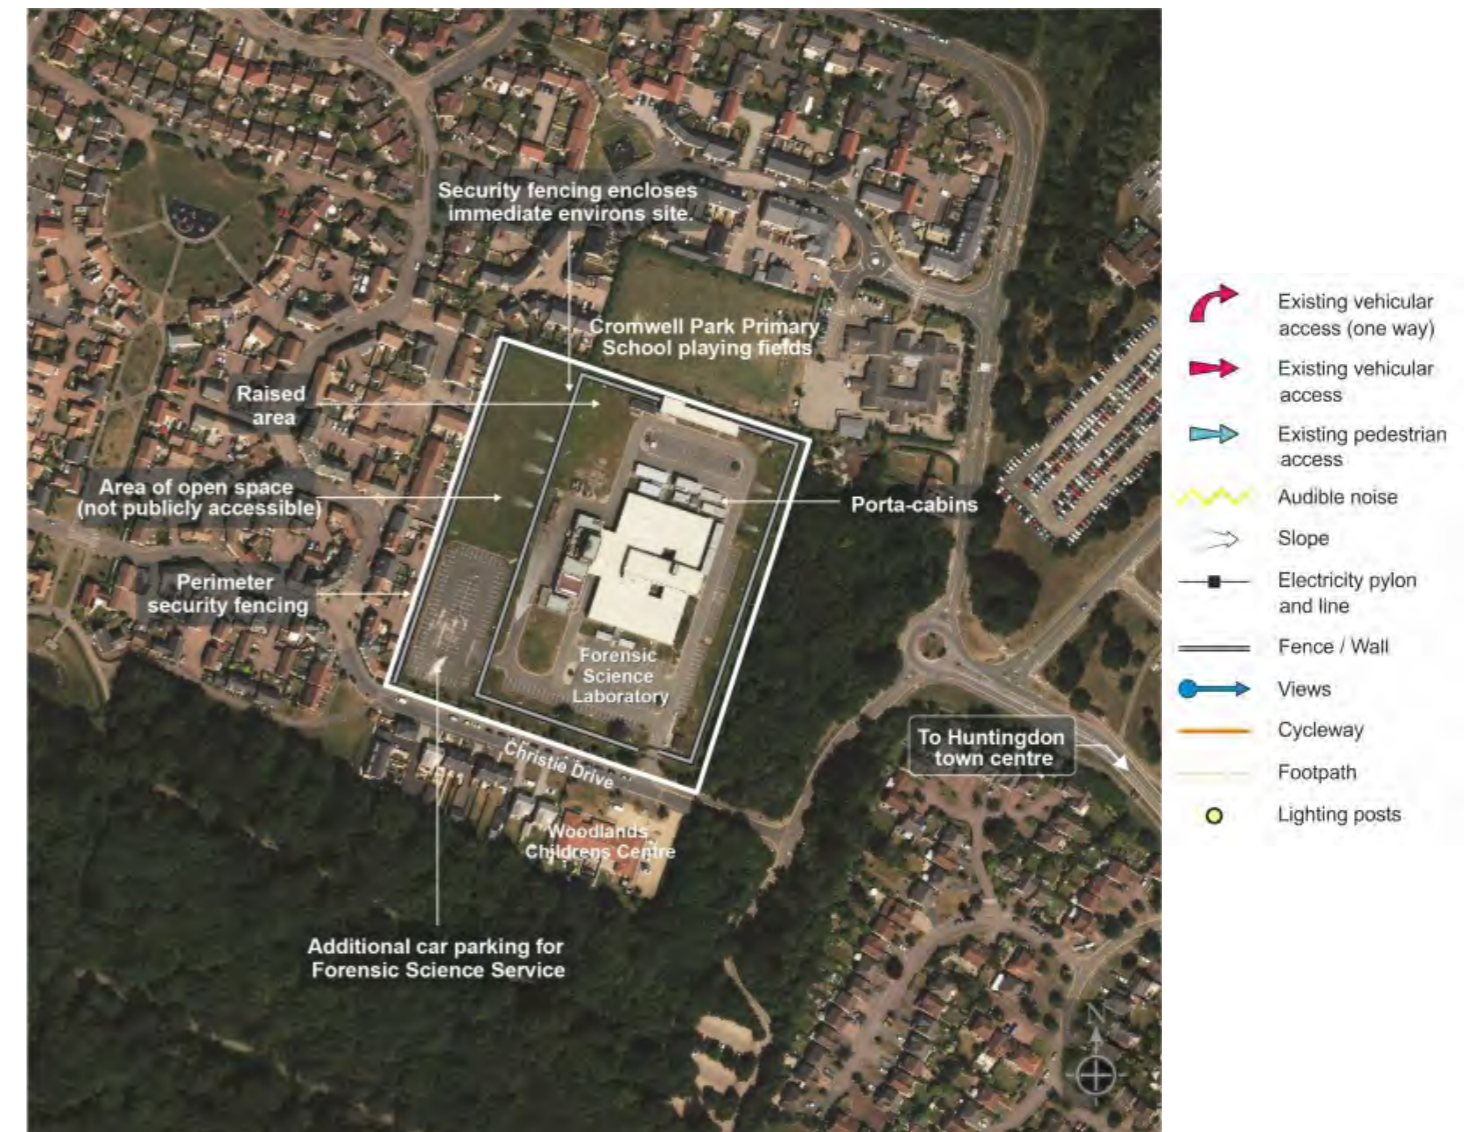 Security fencing encloses
immediate environs site.
Cromwell Park Primary
School playing fields
Raised
area
Area of open space
(not publicly accessible)
Porta-cabins
Perimeter
security fencing
Forensic
Science
Laboratory
Christie Drive
To Huntingdon
town centre
Woodlands
Childrens Centre
Additional car parking for
Forensic Science Service
N
Existing vehicular
access (one way)
Existing vehicular
access
Existing pedestrian
access
Audible noise
Slope
Electricity pylon
and line
Fence / Wall
Views
Cycleway
Footpath
Lighting posts